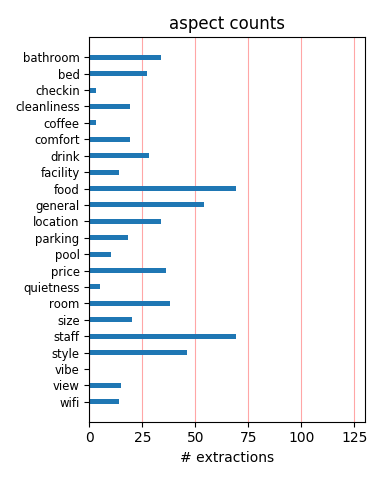 aspect counts
bathroom
bed
checkin
cleanliness
coffee
comfort
drink
facility
food
general
location
parking
pool
price
quietness
room
size
staff
style
vibe
view
wifi
0 25 50 75 100 125
# extractions